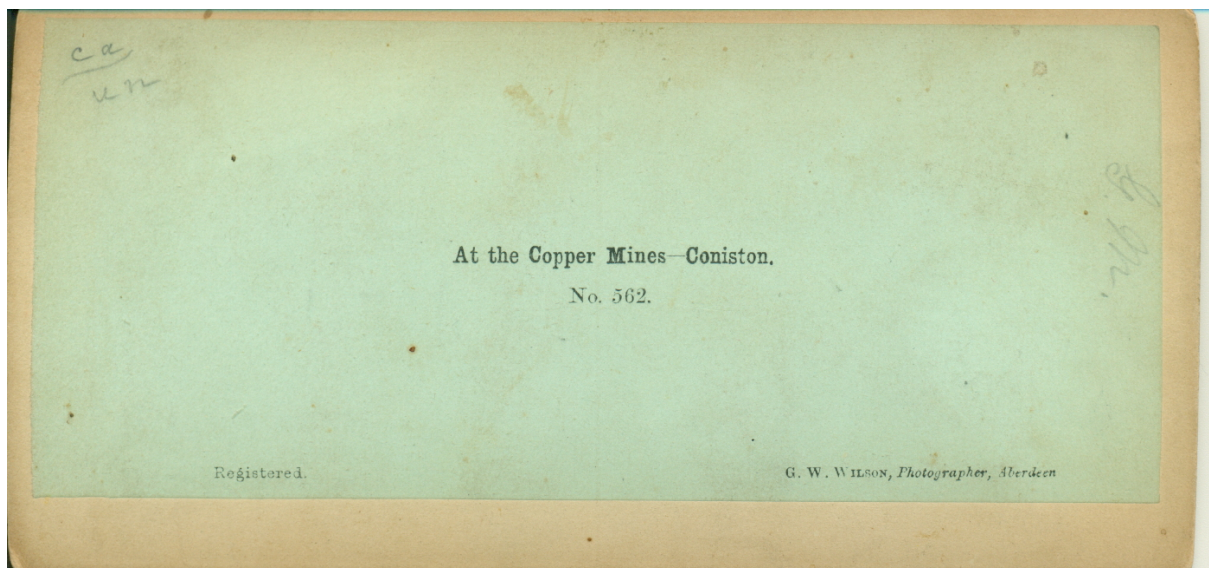 At the Copper Mines—Coniston.
No. 562.
Registered.
G. W. WILSON, Photographer, Aberdeen